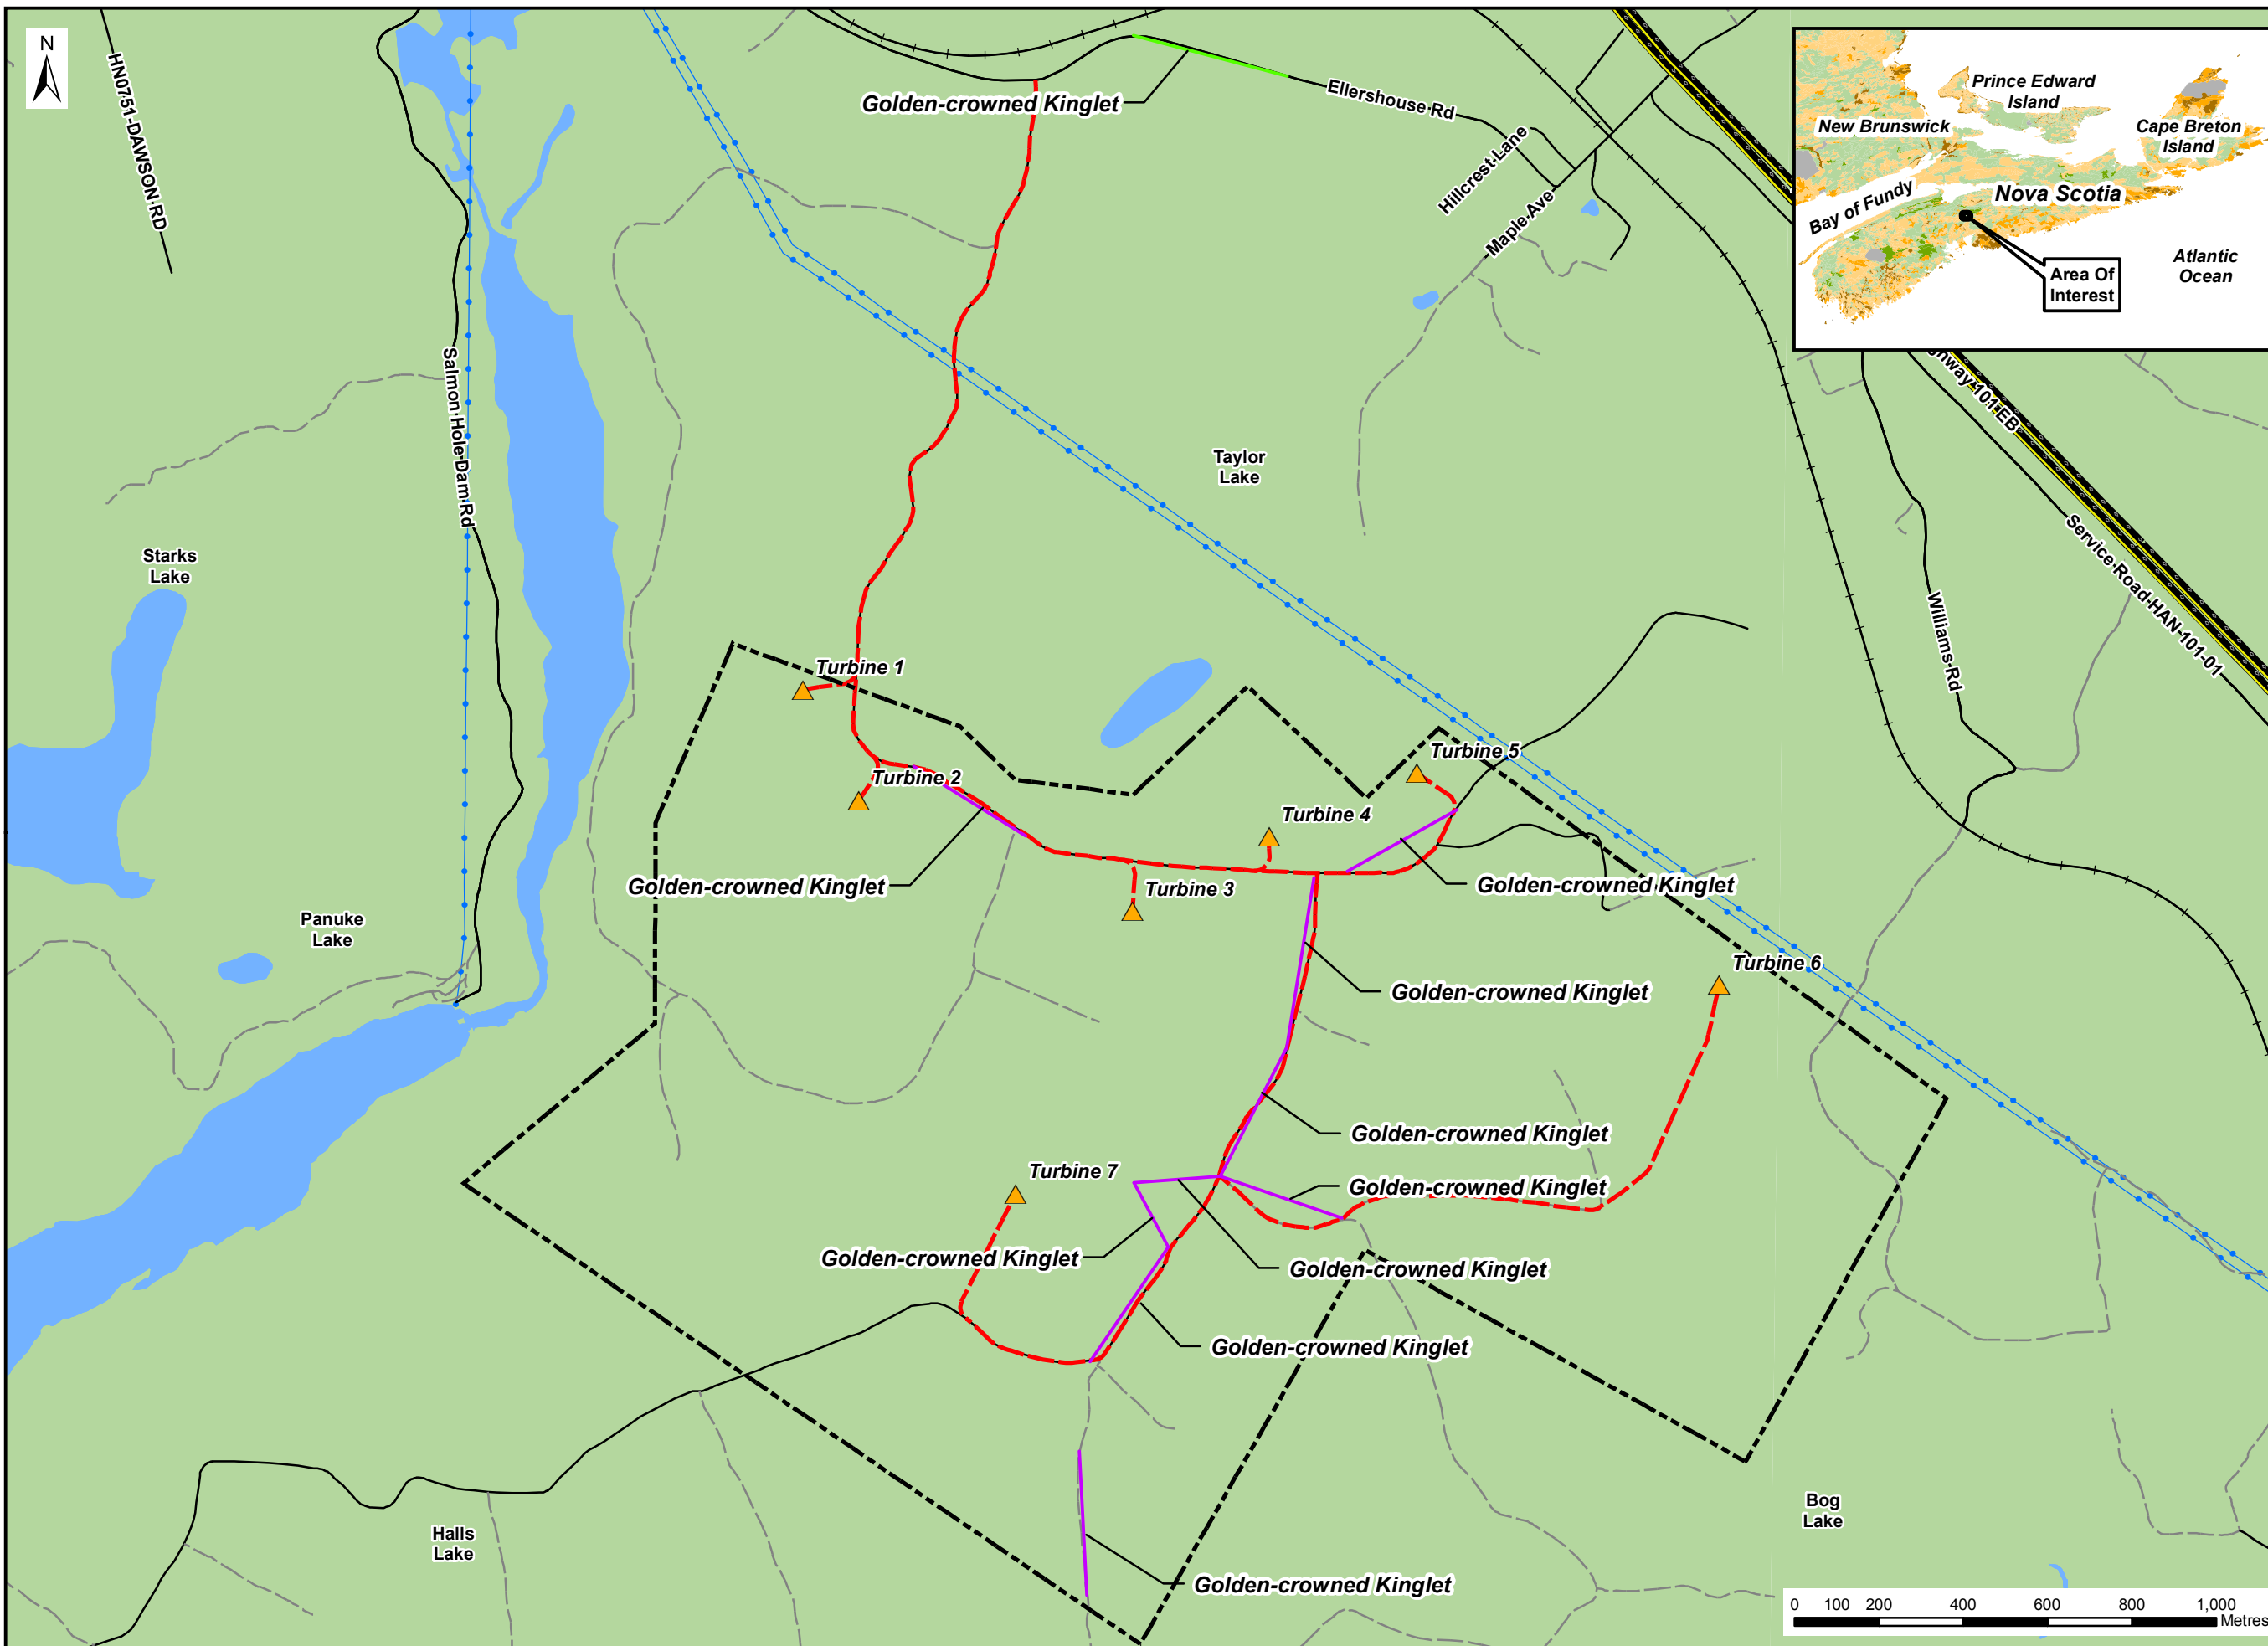 N
HN0751-DAWSON RD
Golden-crowned Kinglet
Ellershouse Rd
Hillcrest Lane
Maple Ave
Prince Edward
Island
New Brunswick
Cape Breton
Island
Nova Scotia
Bay of Fundy
Atlantic
Ocean
Area Of
Interest
Salmon Hole Dam Rd
101 EB
Taylor
Lake
Service Road HAN-101-01
Starks
Lake
Williams Rd
Turbine 1
Turbine 5
Turbine 2
Turbine 4
Golden-crowned Kinglet
Turbine 3
Golden-crowned Kinglet
Panuke
Lake
Turbine 6
Golden-crowned Kinglet
Golden-crowned Kinglet
Turbine 7
Golden-crowned Kinglet
Golden-crowned Kinglet
Golden-crowned Kinglet
Golden-crowned Kinglet
Bog
Lake
Halls
Lake
Golden-crowned Kinglet
0 100 200 400 600 800 1,000
Metres